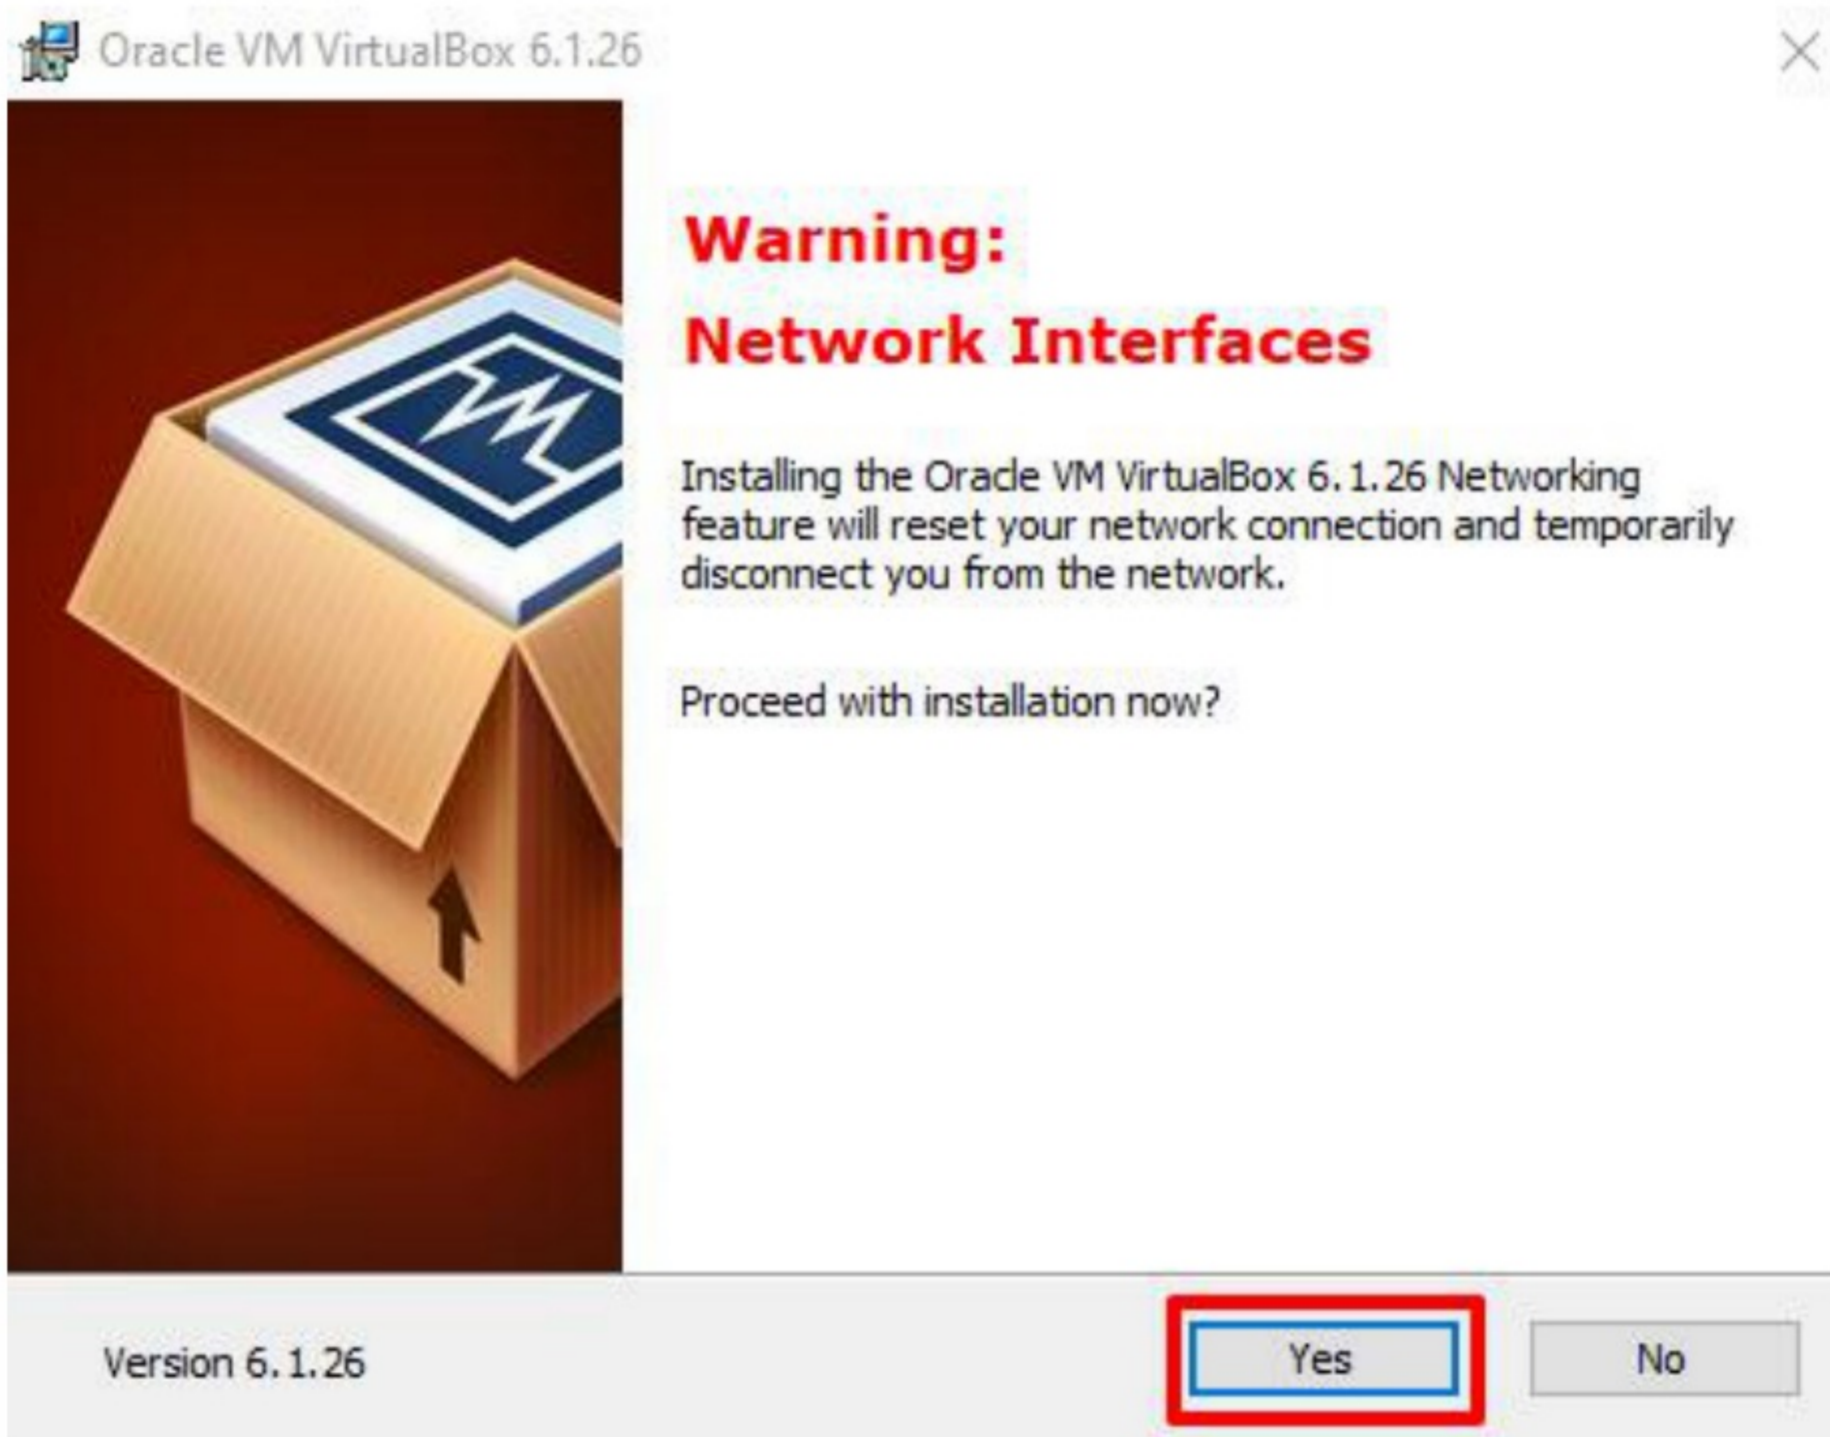 Oracle VM VirtualBox 6.1.26
Warning:
Network Interfaces
Installing the Oracle VM VirtualBox 6.1.26 Networking
feature will reset your network connection and temporarily
disconnect you from the network.
Proceed with installation now?
Version 6.1.26
Yes
No